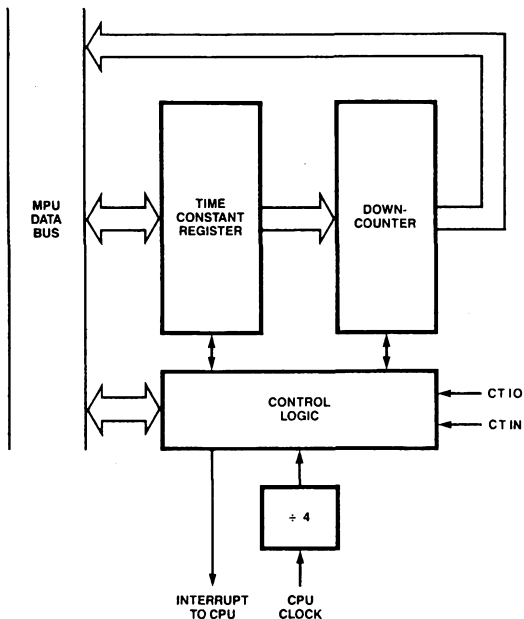 MPU
DATA
BUS
TIME
CONSTANT
REGISTER
DOWN-
COUNTER
CONTROL
LOGIC
CT IO
CT IN
÷ 4
INTERRUPT
TO CPU
CPU
CLOCK